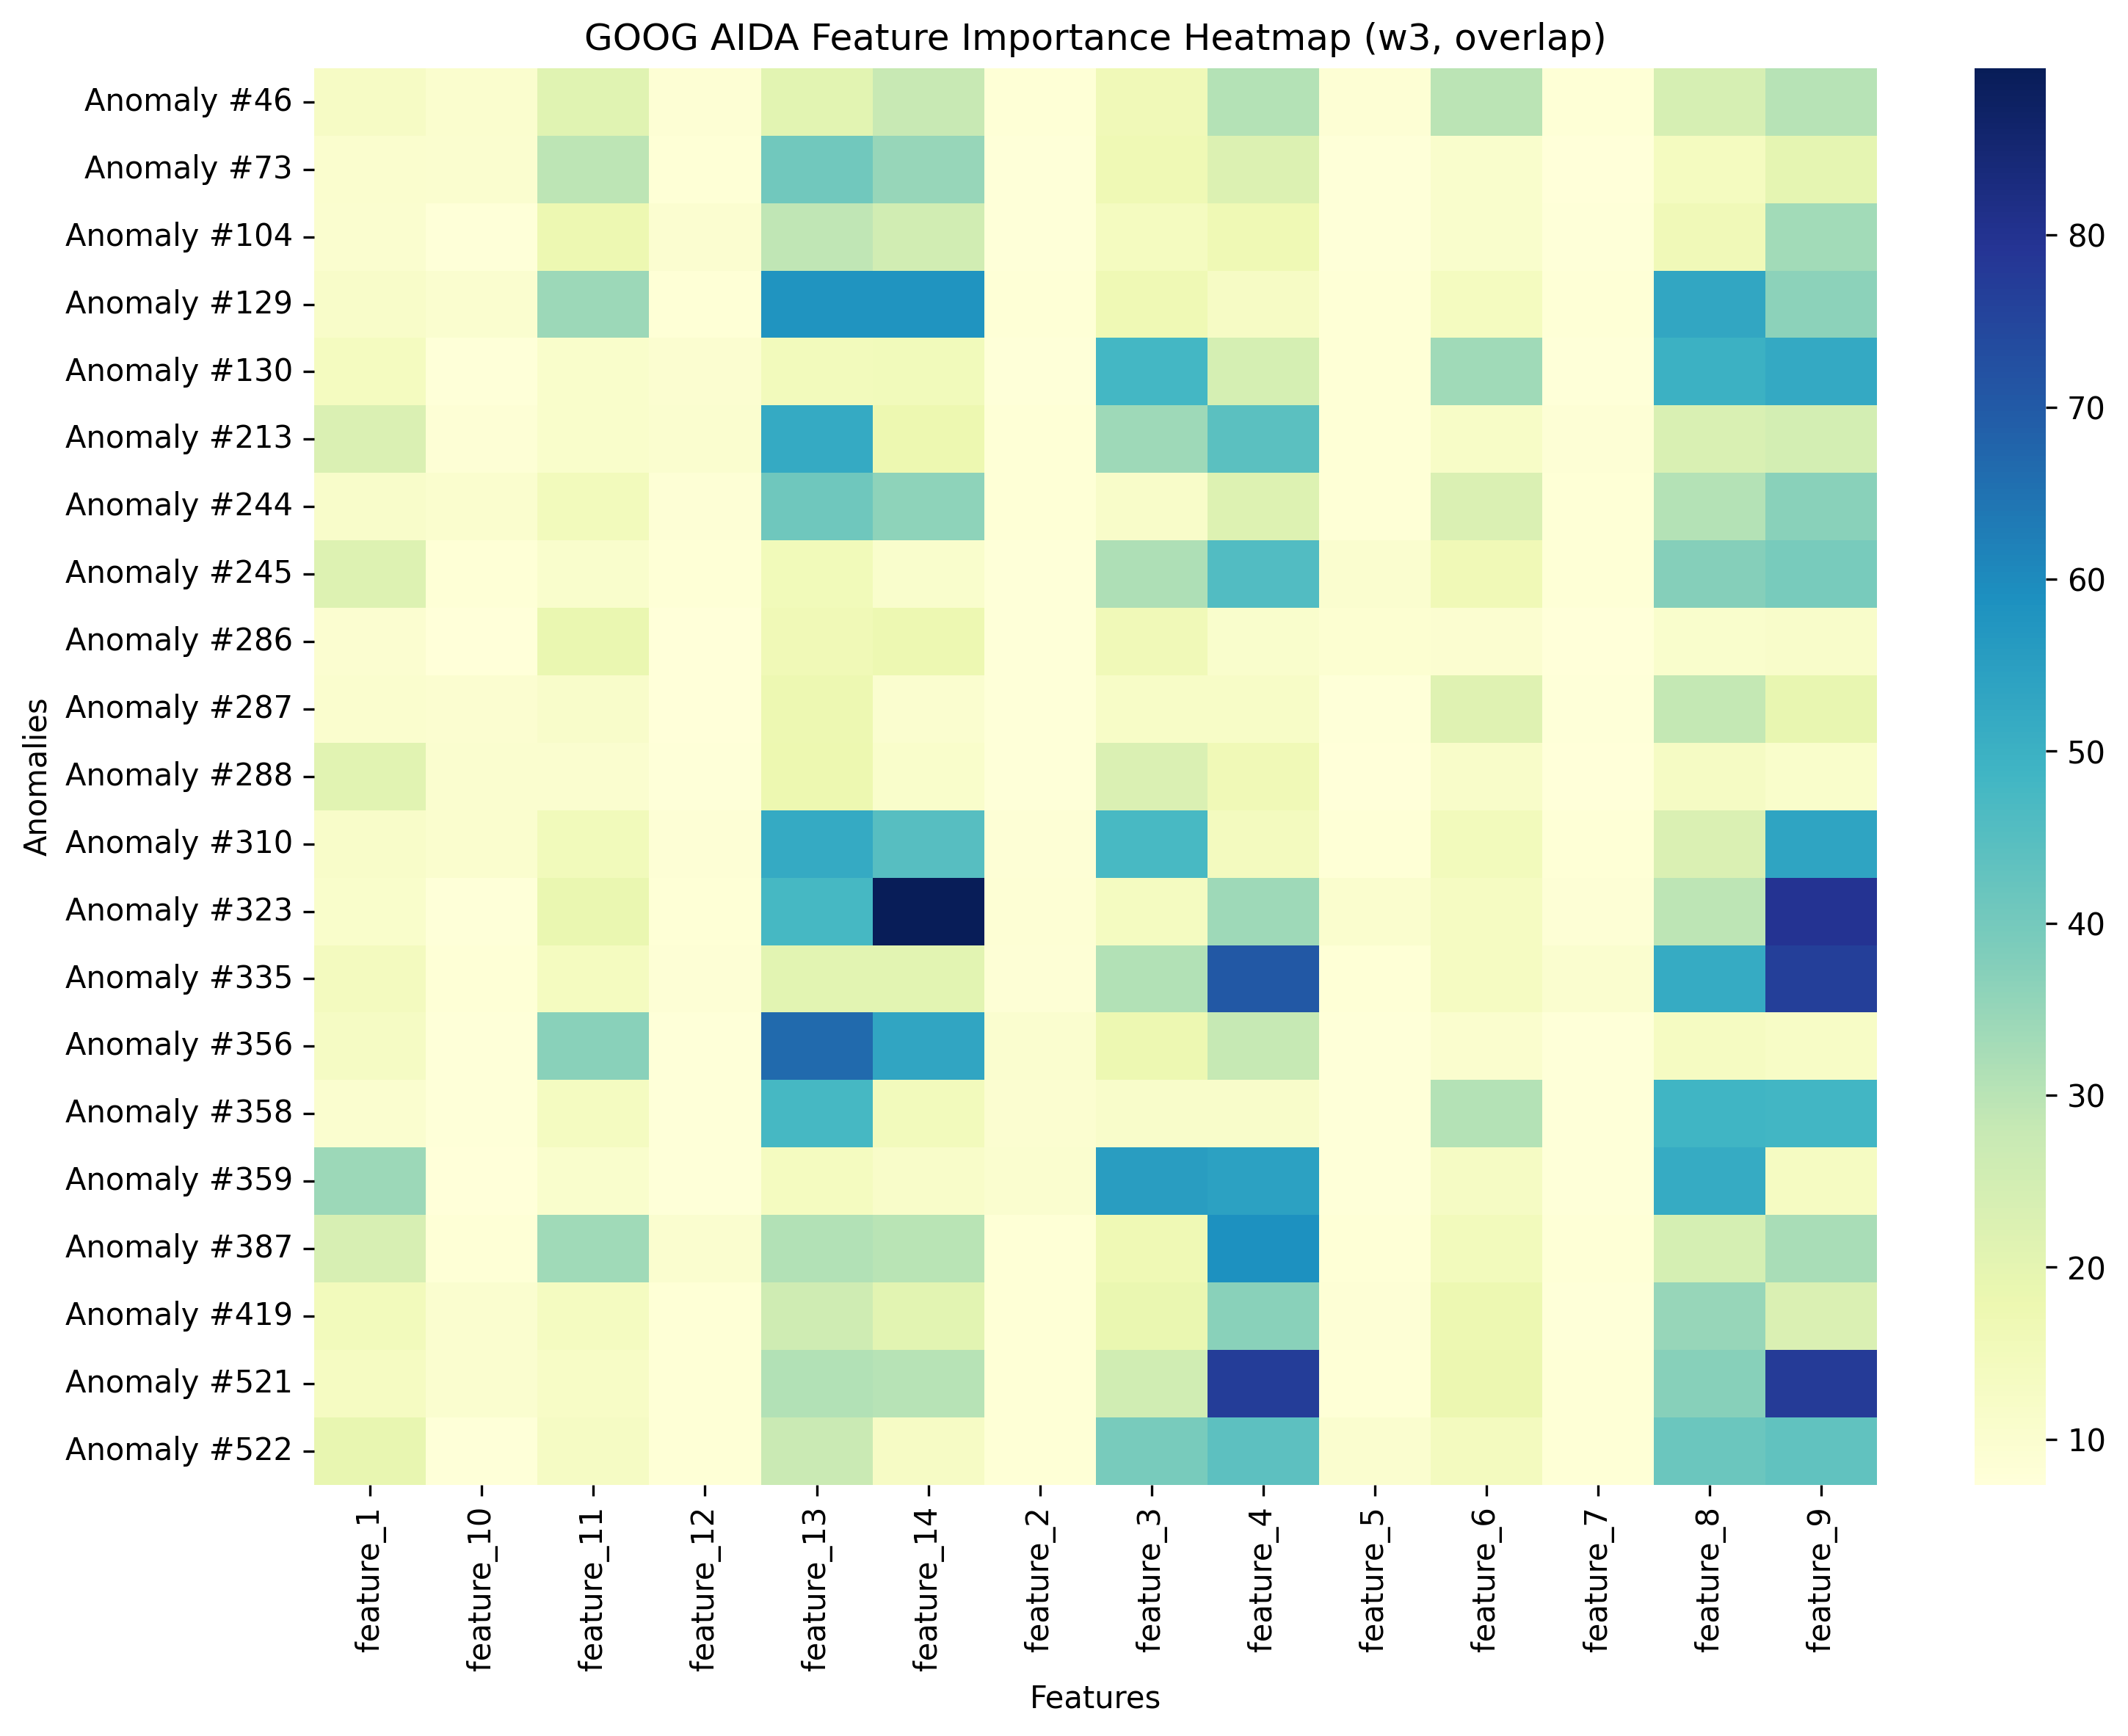 GOOG AIDA Feature Importance Heatmap (w3, overlap)
Anomalies
Anomaly #46
Anomaly #73
Anomaly #104
Anomaly #129
Anomaly #130
Anomaly #213
Anomaly #244
Anomaly #245
Anomaly #286
Anomaly #287
Anomaly #288
Anomaly #310
Anomaly #323
Anomaly #335
Anomaly #356
Anomaly #358
Anomaly #359
Anomaly #387
Anomaly #419
Anomaly #521
Anomaly #522
feature_1
feature_10
feature_11
feature_12
feature_13
feature_14
feature_2
feature_3
feature_4
feature_5
feature_6
feature_7
feature_8
feature_9
Features
80
70
60
50
40
30
20
10